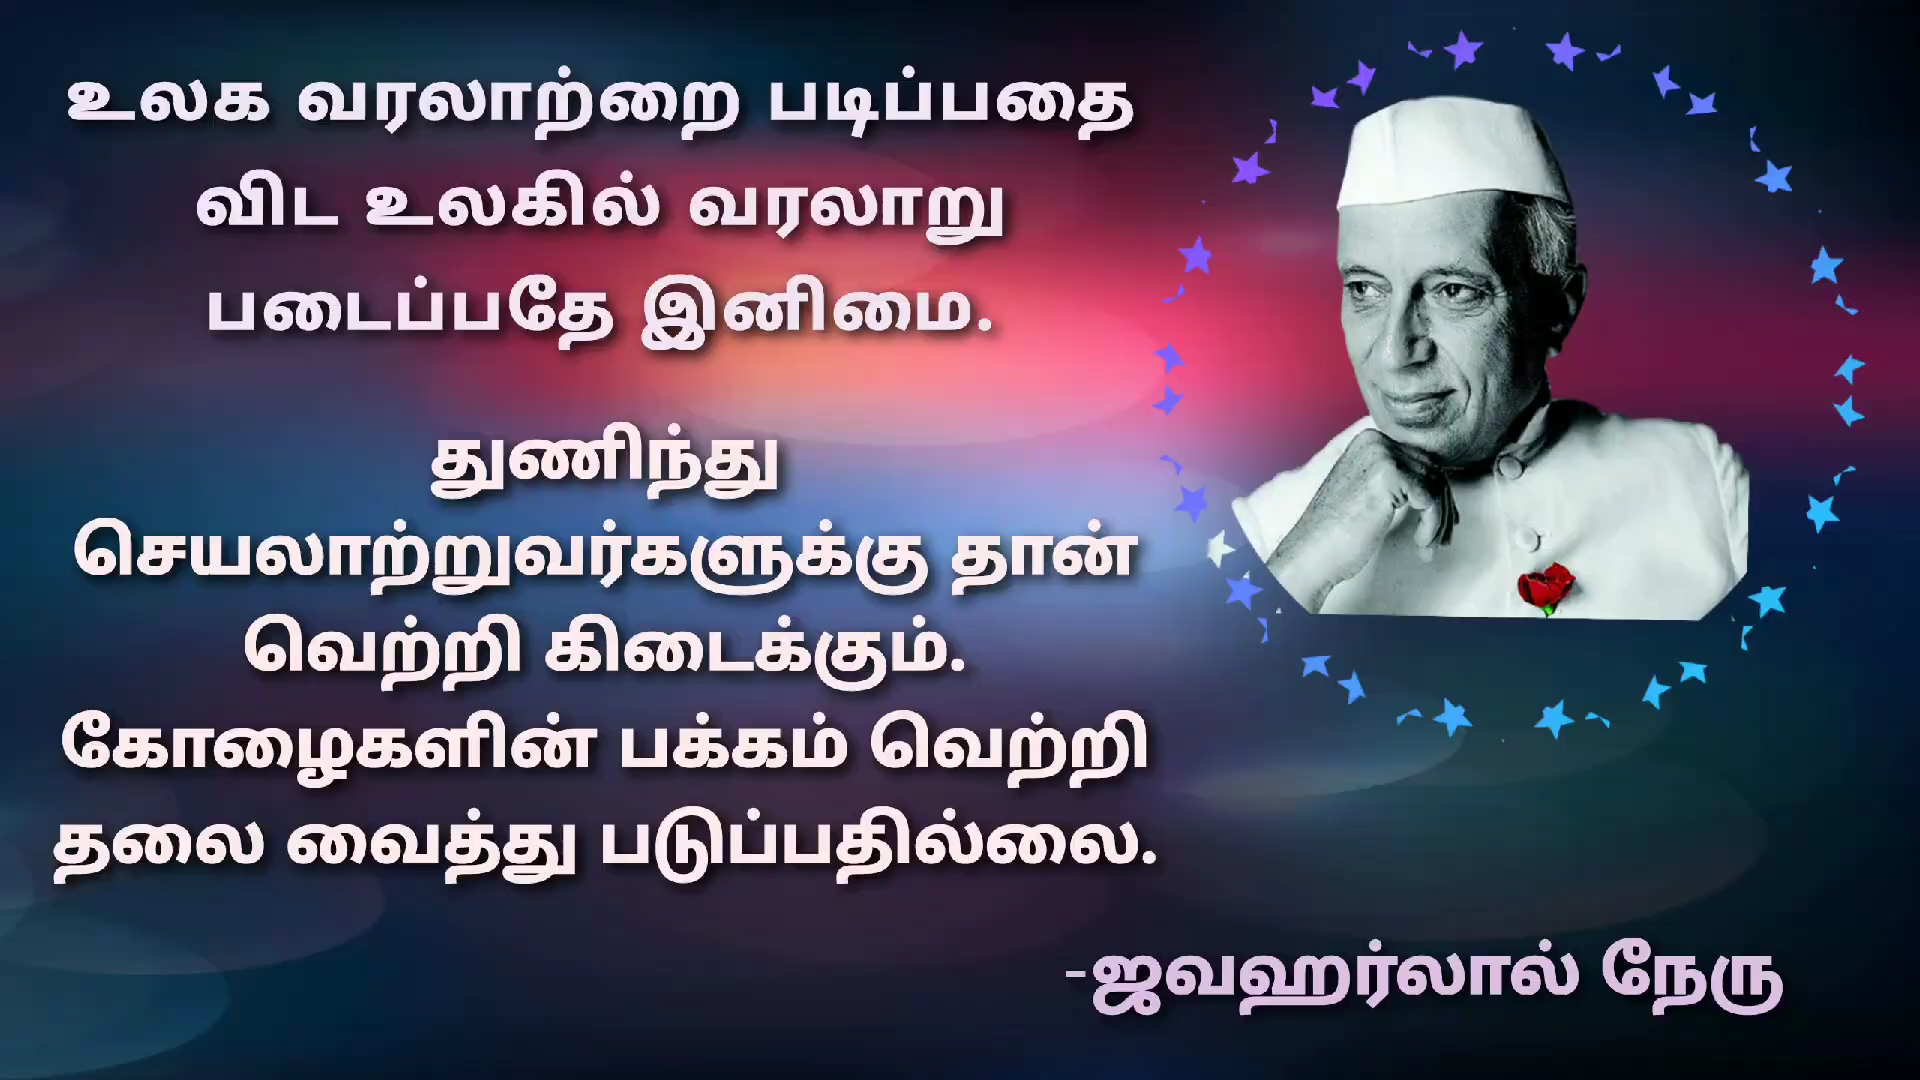 உலக வரலாற்றை படிப்பதை
விட உலகில் வரலாறு
படைப்பதே இனிமை.
துணிந்து
செயலாற்றுவர்களுக்கு தான்
வெற்றி கிடைக்கும்.
கோழைகளின் பக்கம் வெற்றி
தலை வைத்து படுப்பதில்லை.
-ஜவஹர்லால் நேரு